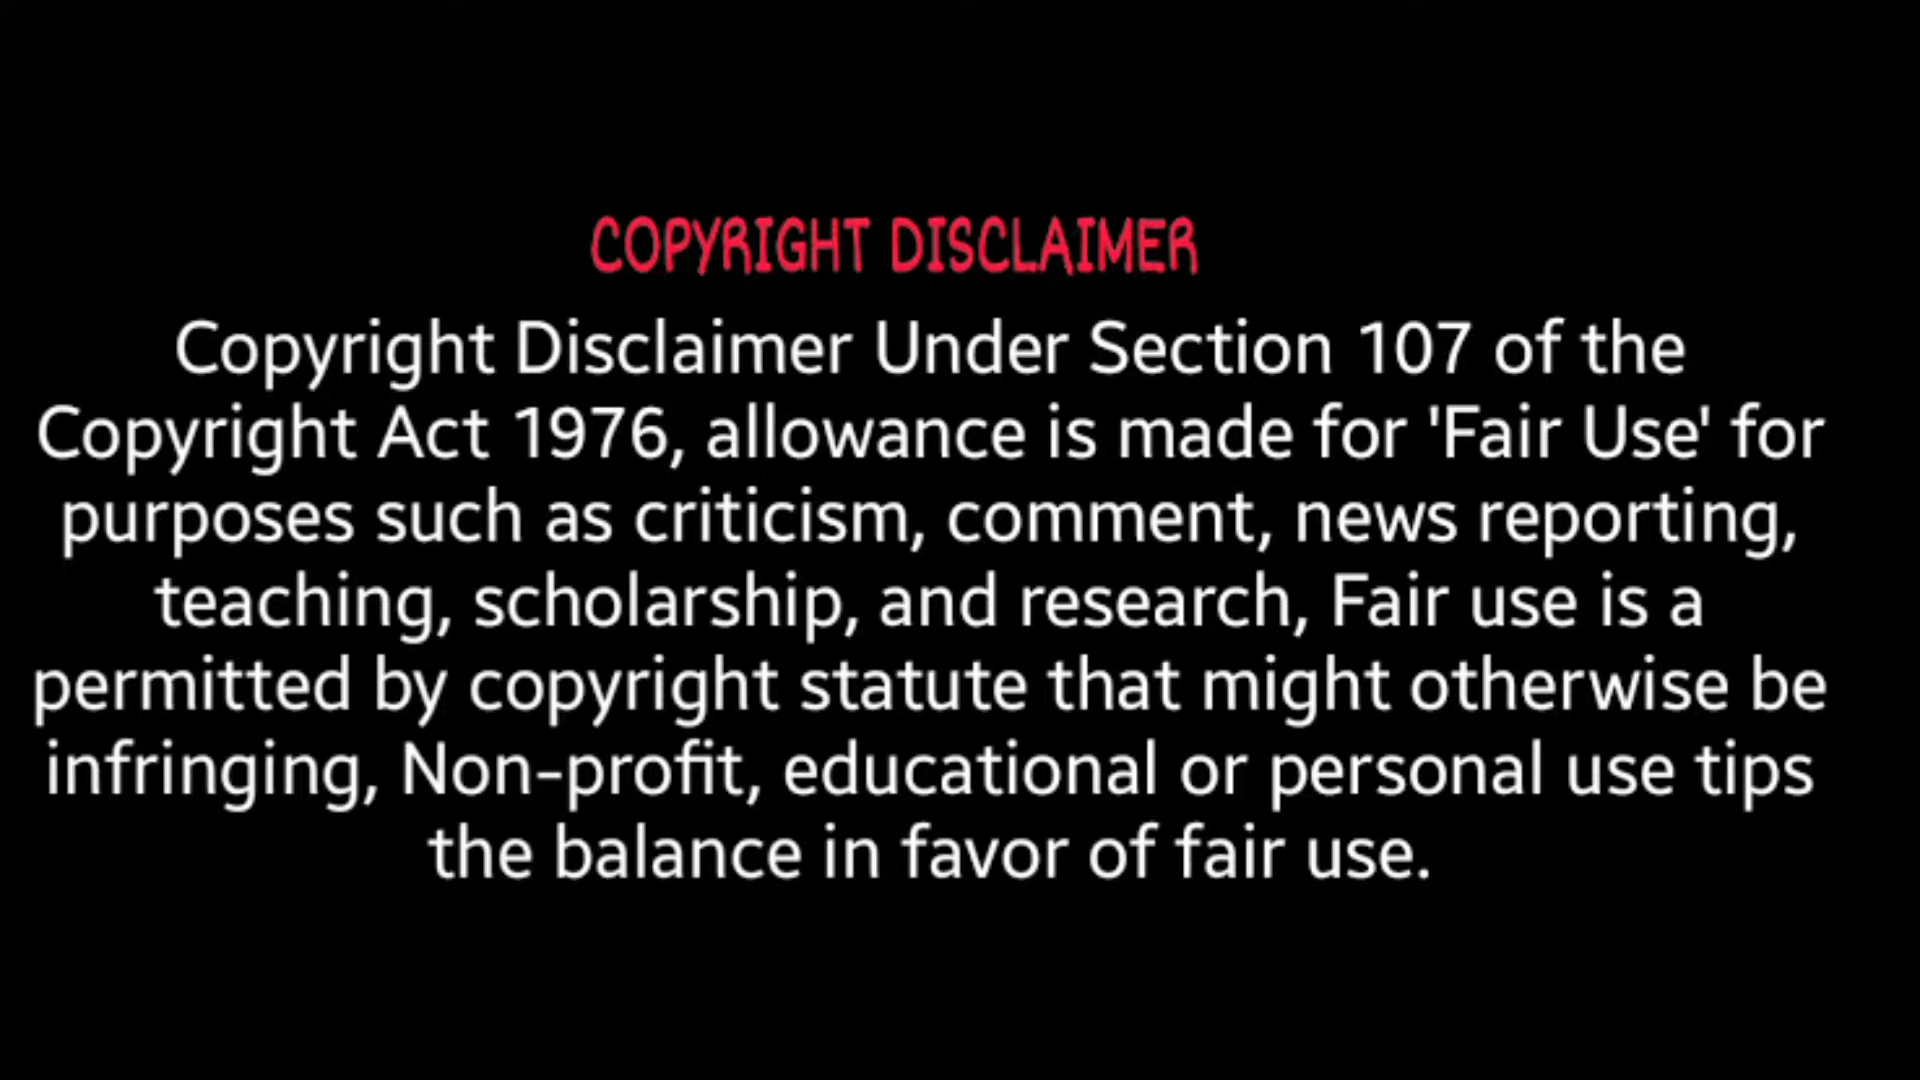 COPYRIGHT DISCLAIMER
Copyright Disclaimer Under Section 107 of the
Copyright Act 1976, allowance is made for 'Fair Use' for
purposes such as criticism, comment, news reporting,
teaching, scholarship, and research, Fair use is a
permitted by copyright statute that might otherwise be
infringing, Non-profit, educational or personal use tips
the balance in favor of fair use.